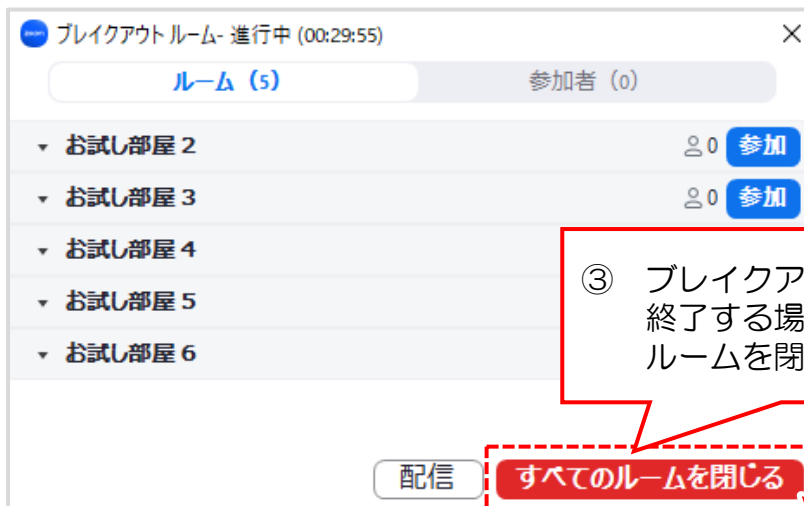 ブレイクアウト ルーム- 進行中 (00:29:55)
ルーム（5）
参加者（0）
お試し部屋 2
0 参加
お試し部屋 3
0 参加
お試し部屋 4
お試し部屋 5
お試し部屋 6
③ ブレイクア
終了する場
ルームを閉
配信
すべてのルームを閉じる